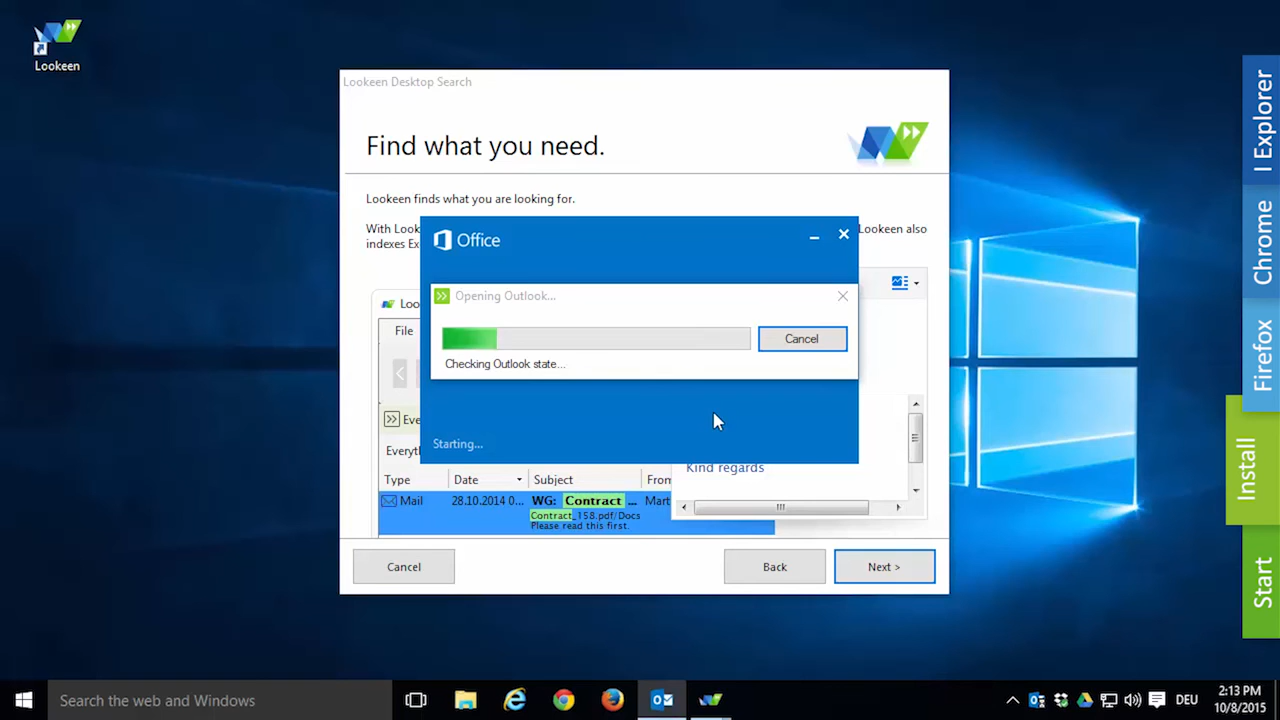 Lookeen
Lookeen Desktop Search
Find what you need.
Lookeen finds what you are looking for.
With Look
Lookeen also
indexes Ex
Office
Opening Outlook...
Cancel
Checking Outlook state...
Starting...
Loo
File
Eve
Everyt
Kind regards
Type
Date
Subject
From
Mail
28.10.2014 0...
WG: Contract ...
Mart
Contract_158.pdf/Docs
Please read this first.
Cancel
Back
Next >
I Explorer
Chrome
Firefox
Install
Start
Search the web and Windows
DEU
2:13 PM
10/8/2015